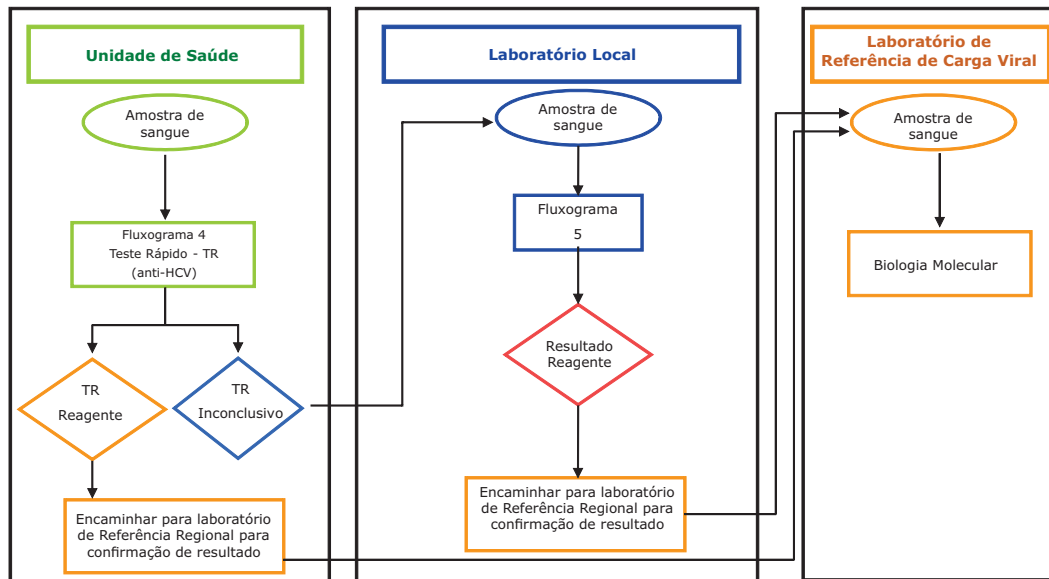 Unidade de Saúde
Amostra de
sangue
Fluxograma 4
Teste Rápido - TR
(anti-HCV)
TR
Reagente
TR
Inconclusivo
Encaminhar para laboratório
de Referência Regional para
confirmação de resultado
Laboratório Local
Amostra de
sangue
Fluxograma
5
Resultado
Reagente
Encaminhar para laboratório
de Referência Regional para
confirmação de resultado
Laboratório de
Referência de Carga Viral
Amostra de
sangue
Biologia Molecular